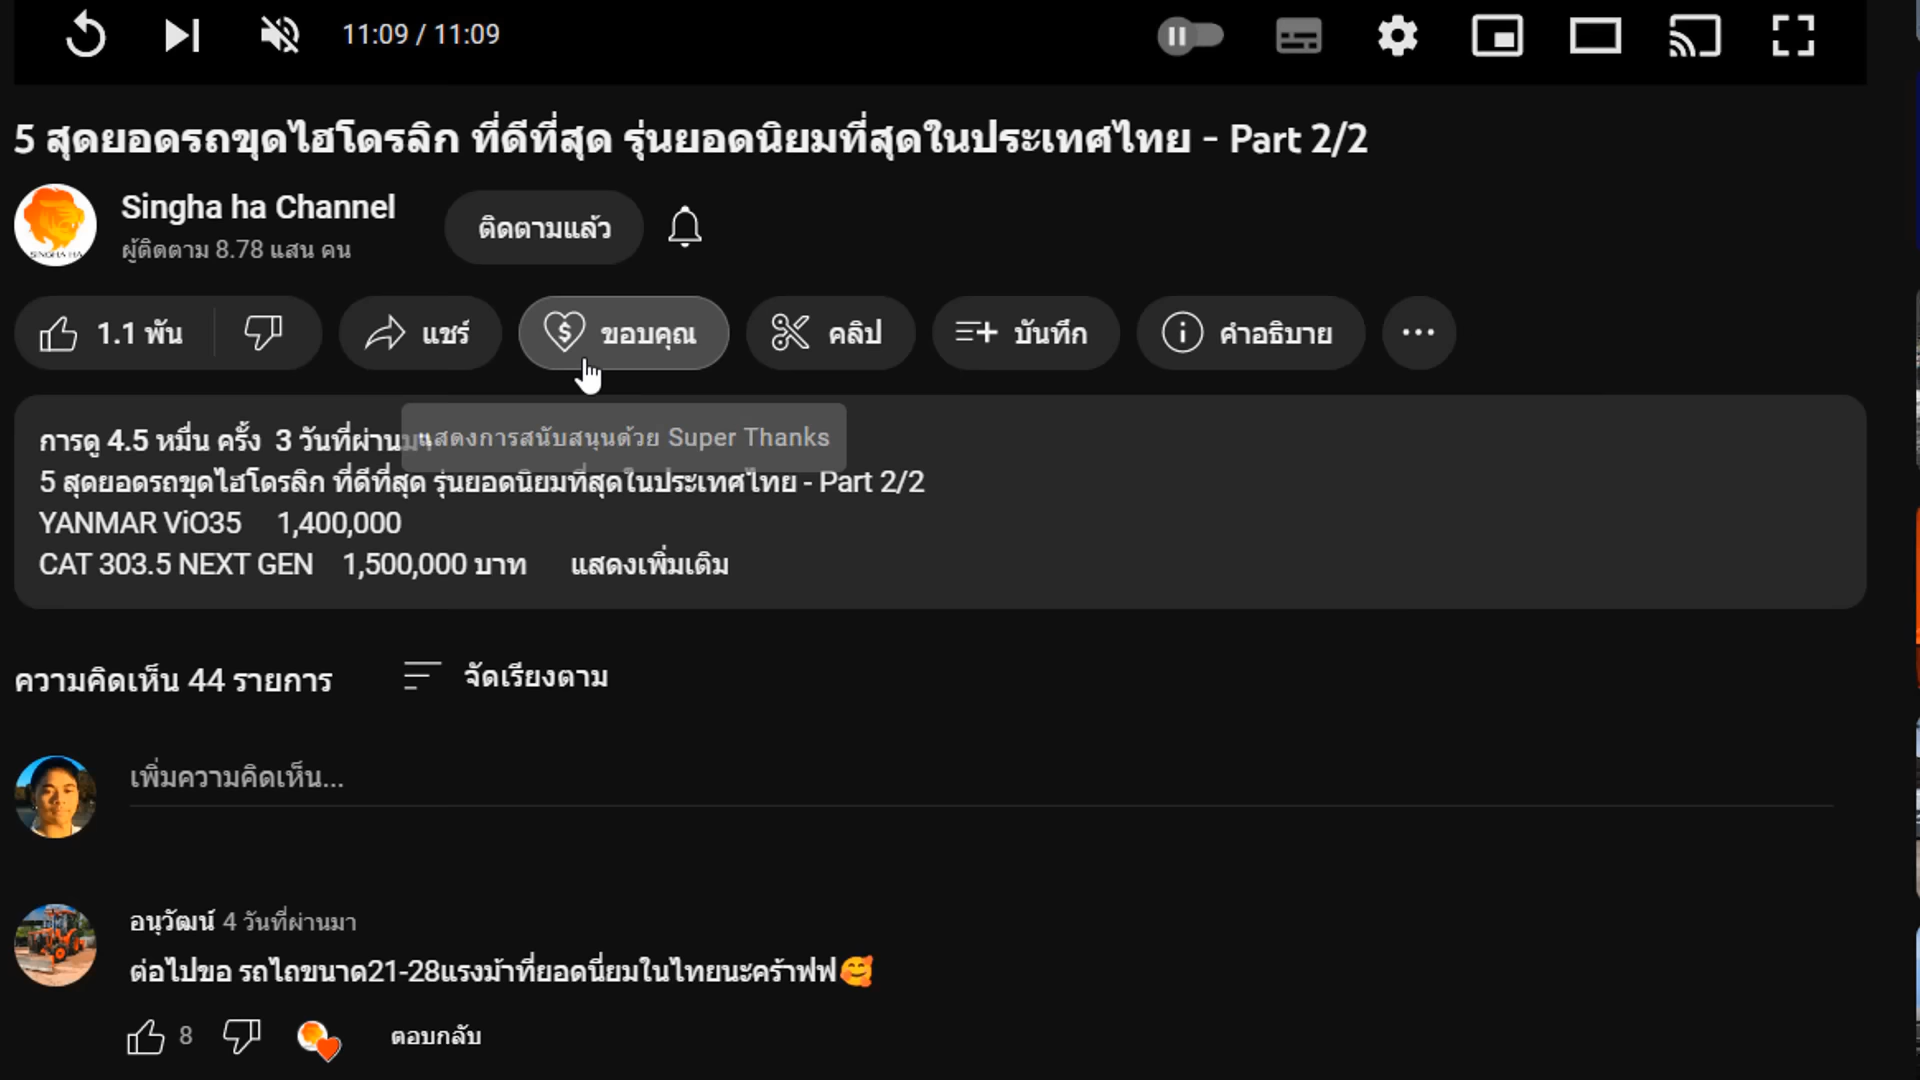 11:09 / 11:09
5 สุดยอดรถขุดไฮโดรลิก ที่ดีที่สุด รุ่นยอดนิยมที่สุดในประเทศไทย - Part 2/2
SINGHA HA
Singha ha Channel
ผู้ติดตาม 8.78 แสน คน
ติดตามแล้ว
1.1 พัน
แชร์
ขอบคุณ
คลิป
บันทึก
คำอธิบาย
แสดงการสนับสนุนด้วย Super Thanks
การดู 4.5 หมื่น ครั้ง 3 วันที่ผ่านมา
5 สุดยอดรถขุดไฮโดรลิก ที่ดีที่สุด รุ่นยอดนิยมที่สุดในประเทศไทย - Part 2/2
YANMAR ViO35 1,400,000
CAT 303.5 NEXT GEN 1,500,000 บาท แสดงเพิ่มเติม
ความคิดเห็น 44 รายการ
จัดเรียงตาม
เพิ่มความคิดเห็น...
อนุวัฒน์ 4 วันที่ผ่านมา
ต่อไปขอ รถไถขนาด21-28แรงม้าที่ยอดนี่ยมในไทยนะคร้าฟฟ🥰
8
ตอบกลับ